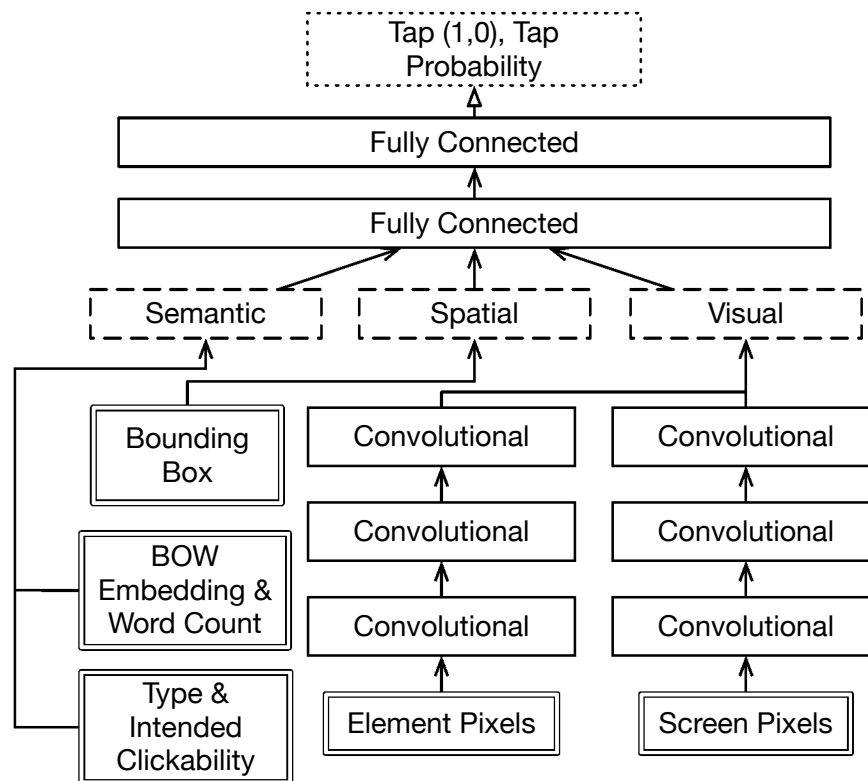 Tap (1,0), Tap
Probability
Fully Connected
Fully Connected
Semantic
Spatial
Visual
Bounding
Box
Convolutional
Convolutional
BOW
Embedding &
Word Count
Convolutional
Convolutional
Convolutional
Convolutional
Type &
Intended
Clickability
Element Pixels
Screen Pixels